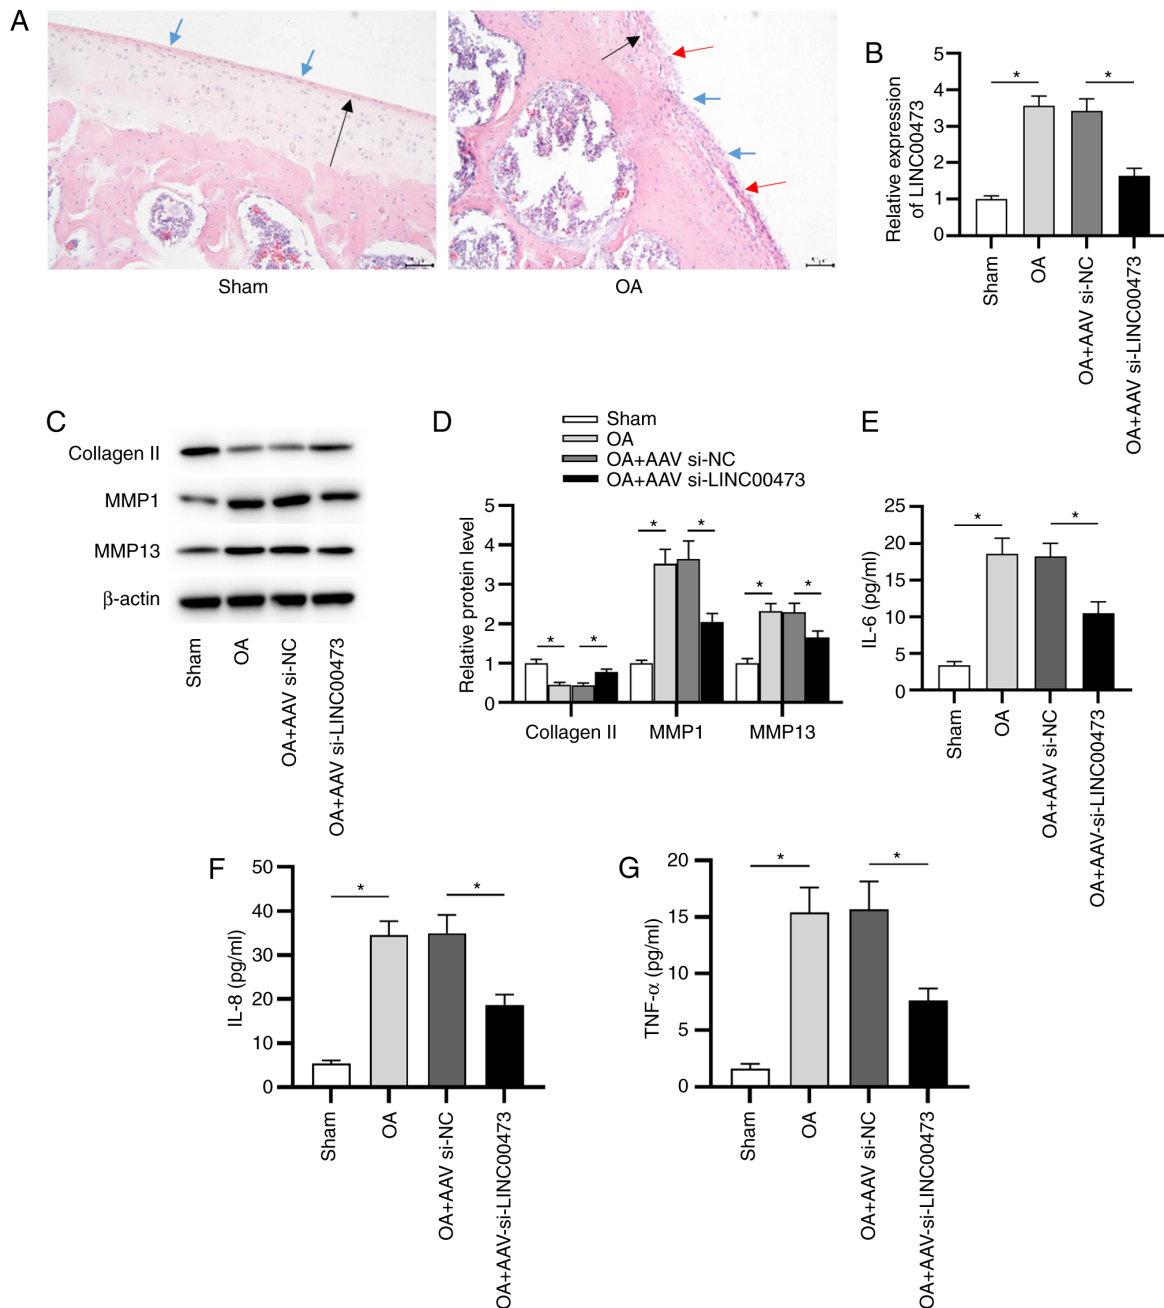 A
Sham
OA
B
Relative expression
of LINC00473
5
4
3
2
1
0
*
*
Sham
OA
OA+AAV si-NC
OA+AAV si-LINC00473
C
Collagen II
MMP1
MMP13
β-actin
Sham
OA
OA+AAV si-NC
OA+AAV si-LINC00473
D
Sham
OA
OA+AAV si-NC
OA+AAV si-LINC00473
Relative protein level
5
4
3
2
1
0
*
*
*
*
*
*
Collagen II
MMP1
MMP13
E
IL-6 (pg/ml)
25
20
15
10
5
0
*
*
Sham
OA
OA+AAV si-NC
OA+AAV-si-LINC00473
F
IL-8 (pg/ml)
50
40
30
20
10
0
*
*
Sham
OA
OA+AAV si-NC
OA+AAV-si-LINC00473
G
TNF-α (pg/ml)
20
15
10
5
0
*
*
Sham
OA
OA+AAV si-NC
OA+AAV-si-LINC00473